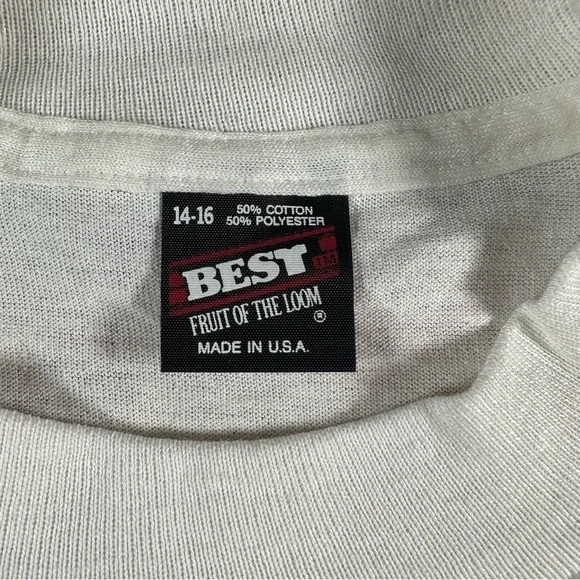 14-16
50% COTTON
50% POLYESTER
BEST
FRUIT OF THE LOOM ®
MADE IN U.S.A.